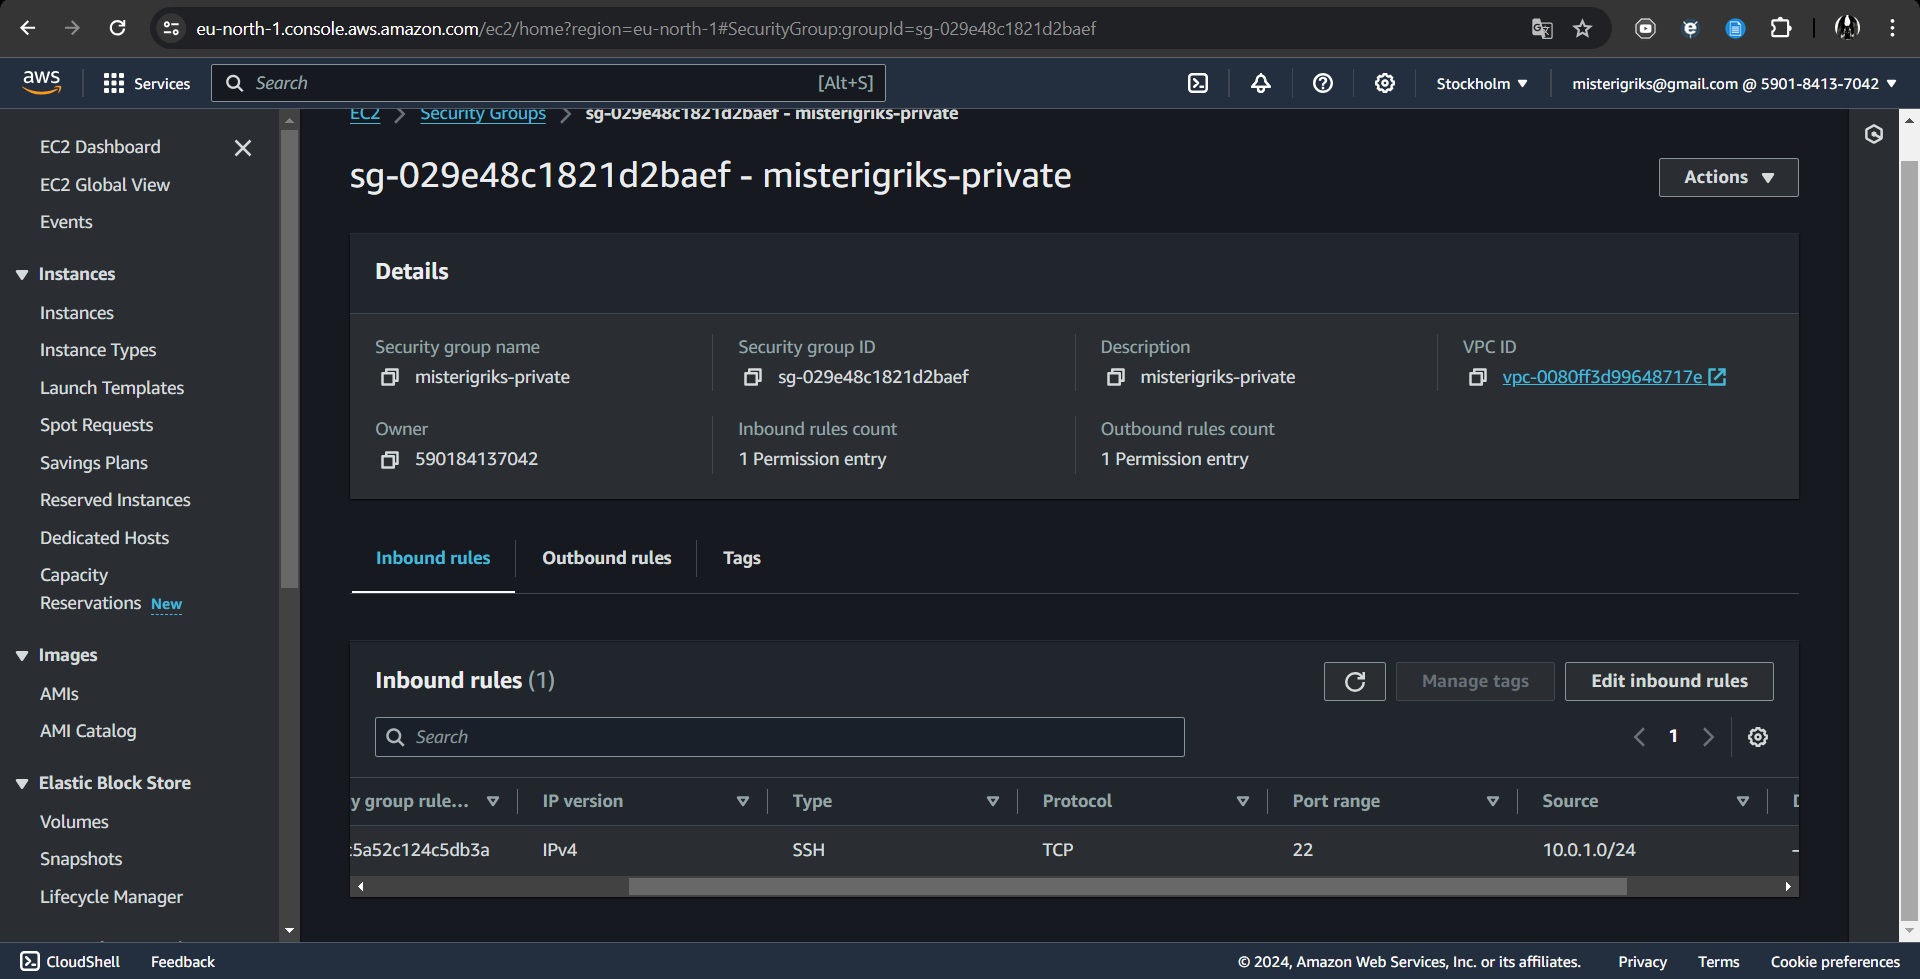 eu-north-1.console.aws.amazon.com/ec2/home?region=eu-north-1#SecurityGroup:groupId=sg-029e48c1821d2baef
aws
Services
Search
[Alt+S]
Stockholm
misterigriks@gmail.com @ 5901-8413-7042
EC2 Dashboard
EC2 Global View
Events
Instances
Instances
Instance Types
Launch Templates
Spot Requests
Savings Plans
Reserved Instances
Dedicated Hosts
Capacity
Reservations New
Images
AMIs
AMI Catalog
Elastic Block Store
Volumes
Snapshots
Lifecycle Manager
EC2 > Security Groups > sg-029e48c1821d2baef - misterigriks-private
sg-029e48c1821d2baef - misterigriks-private
Actions
Details
Security group name
misterigriks-private
Security group ID
sg-029e48c1821d2baef
Description
misterigriks-private
VPC ID
vpc-0080ff3d99648717e
Owner
590184137042
Inbound rules count
1 Permission entry
Outbound rules count
1 Permission entry
Inbound rules
Outbound rules
Tags
Inbound rules (1)
Manage tags
Edit inbound rules
Search
1
y group rule...
IP version
Type
Protocol
Port range
Source
:5a52c124c5db3a
IPv4
SSH
TCP
22
10.0.1.0/24
–
CloudShell
Feedback
© 2024, Amazon Web Services, Inc. or its affiliates.
Privacy
Terms
Cookie preferences